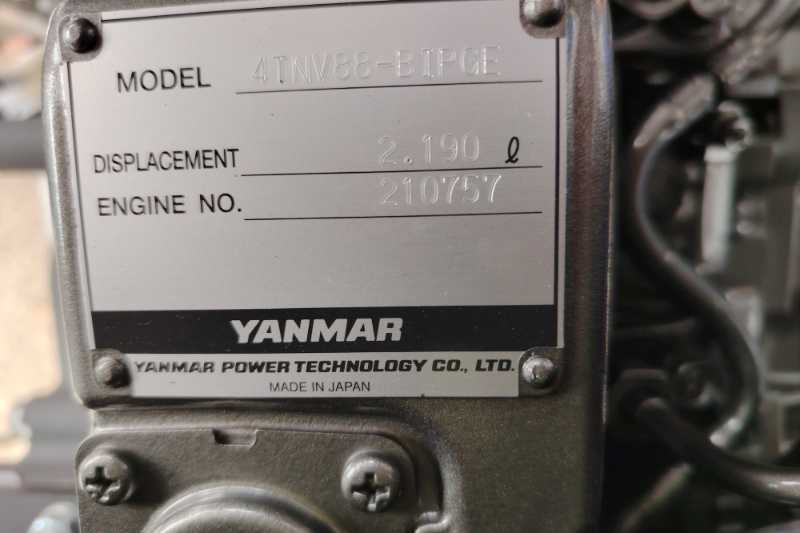 MODEL 4TNV88-BIPGE
DISPLACEMENT 2.190 ℓ
ENGINE NO. 210757
YANMAR
YANMAR POWER TECHNOLOGY CO., LTD.
MADE IN JAPAN